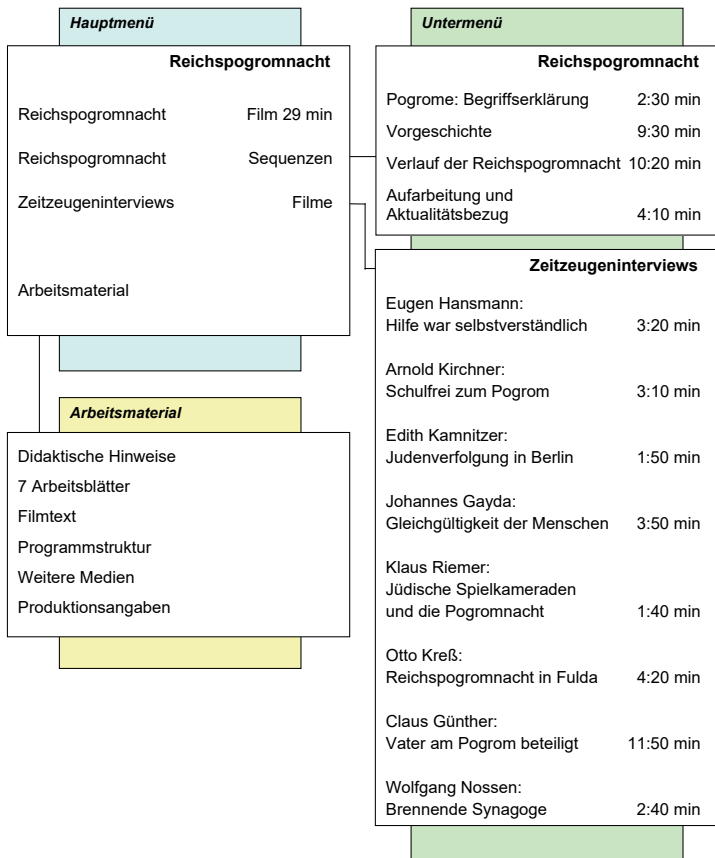 Hauptmenü
Reichspogromnacht
Reichspogromnacht Film 29 min
Reichspogromnacht Sequenzen
Zeitzeugeninterviews Filme
Arbeitsmaterial
Arbeitsmaterial
Didaktische Hinweise
7 Arbeitsblätter
Filmtext
Programmstruktur
Weitere Medien
Produktionsangaben
Untermenü
Reichspogromnacht
Pogrome: Begriffserklärung 2:30 min
Vorgeschichte 9:30 min
Verlauf der Reichspogromnacht 10:20 min
Aufarbeitung und
Aktualitätsbezug 4:10 min
Zeitzeugeninterviews
Eugen Hansmann:
Hilfe war selbstverständlich 3:20 min
Arnold Kirchner:
Schulfrei zum Pogrom 3:10 min
Edith Kamnitzer:
Judenverfolgung in Berlin 1:50 min
Johannes Gayda:
Gleichgültigkeit der Menschen 3:50 min
Klaus Riemer:
Jüdische Spielkameraden
und die Pogromnacht 1:40 min
Otto Kreß:
Reichspogromnacht in Fulda 4:20 min
Claus Günther:
Vater am Pogrom beteiligt 11:50 min
Wolfgang Nossen:
Brennende Synagoge 2:40 min